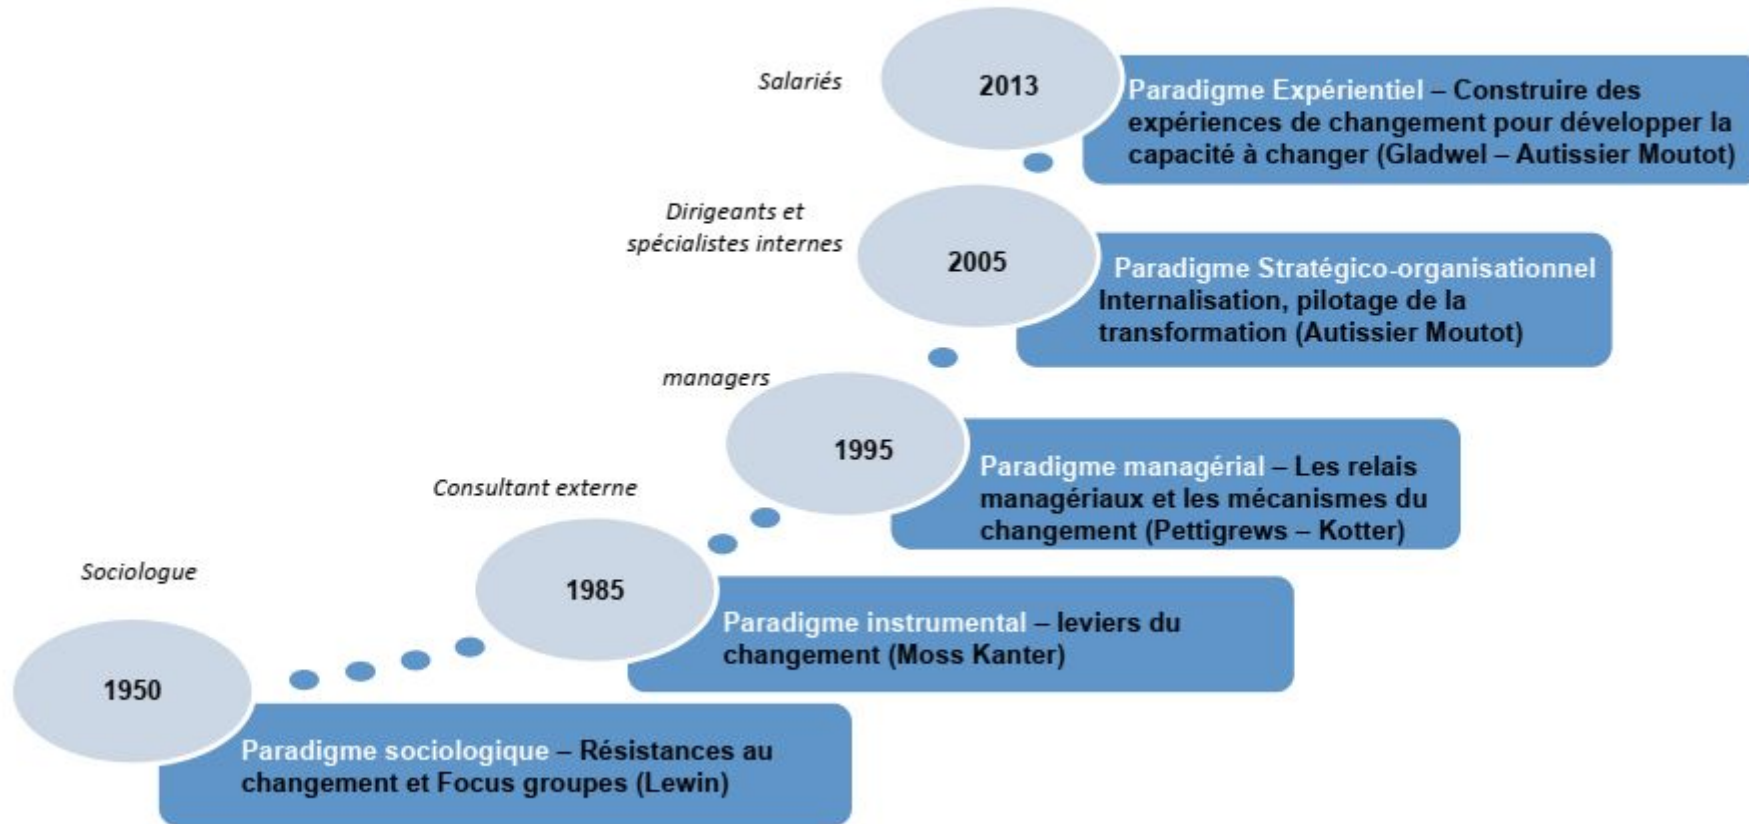 Salariés
2013
Paradigme Expérientiel – Construire des
expériences de changement pour développer la
capacité à changer (Gladwel – Autissier Moutot)
Dirigeants et
spécialistes internes
2005
Paradigme Stratégico-organisationnel
Internalisation, pilotage de la
transformation (Autissier Moutot)
managers
1995
Paradigme managérial – Les relais
managériaux et les mécanismes du
changement (Pettigrews – Kotter)
Consultant externe
1985
Paradigme instrumental – leviers du
changement (Moss Kanter)
Sociologue
1950
Paradigme sociologique – Résistances au
changement et Focus groupes (Lewin)